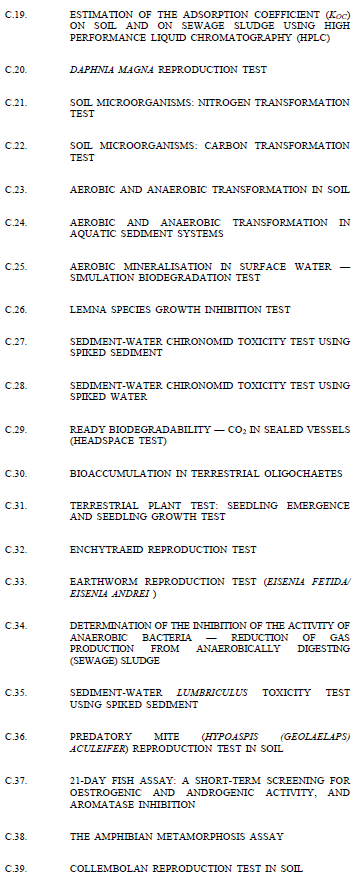 C.19. ESTIMATION OF THE ADSORPTION COEFFICIENT (KOC)
ON SOIL AND ON SEWAGE SLUDGE USING HIGH
PERFORMANCE LIQUID CHROMATOGRAPHY (HPLC)
C.20. DAPHNIA MAGNA REPRODUCTION TEST
C.21. SOIL MICROORGANISMS: NITROGEN TRANSFORMATION
TEST
C.22. SOIL MICROORGANISMS: CARBON TRANSFORMATION
TEST
C.23. AEROBIC AND ANAEROBIC TRANSFORMATION IN SOIL
C.24. AEROBIC AND ANAEROBIC TRANSFORMATION IN
AQUATIC SEDIMENT SYSTEMS
C.25. AEROBIC MINERALISATION IN SURFACE WATER —
SIMULATION BIODEGRADATION TEST
C.26. LEMNA SPECIES GROWTH INHIBITION TEST
C.27. SEDIMENT-WATER CHIRONOMID TOXICITY TEST USING
SPIKED SEDIMENT
C.28. SEDIMENT-WATER CHIRONOMID TOXICITY TEST USING
SPIKED WATER
C.29. READY BIODEGRADABILITY — CO2 IN SEALED VESSELS
(HEADSPACE TEST)
C.30. BIOACCUMULATION IN TERRESTRIAL OLIGOCHAETES
C.31. TERRESTRIAL PLANT TEST: SEEDLING EMERGENCE
AND SEEDLING GROWTH TEST
C.32. ENCHYTRAEID REPRODUCTION TEST
C.33. EARTHWORM REPRODUCTION TEST (EISENIA FETIDA/
EISENIA ANDREI )
C.34. DETERMINATION OF THE INHIBITION OF THE ACTIVITY OF
ANAEROBIC BACTERIA — REDUCTION OF GAS
PRODUCTION FROM ANAEROBICALLY DIGESTING
(SEWAGE) SLUDGE
C.35. SEDIMENT-WATER LUMBRICULUS TOXICITY TEST
USING SPIKED SEDIMENT
C.36. PREDATORY MITE (HYPOASPIS (GEOLAELAPS)
ACULEIFER) REPRODUCTION TEST IN SOIL
C.37. 21-DAY FISH ASSAY: A SHORT-TERM SCREENING FOR
OESTROGENIC AND ANDROGENIC ACTIVITY, AND
AROMATASE INHIBITION
C.38. THE AMPHIBIAN METAMORPHOSIS ASSAY
C.39. COLLEMBOLAN REPRODUCTION TEST IN SOIL